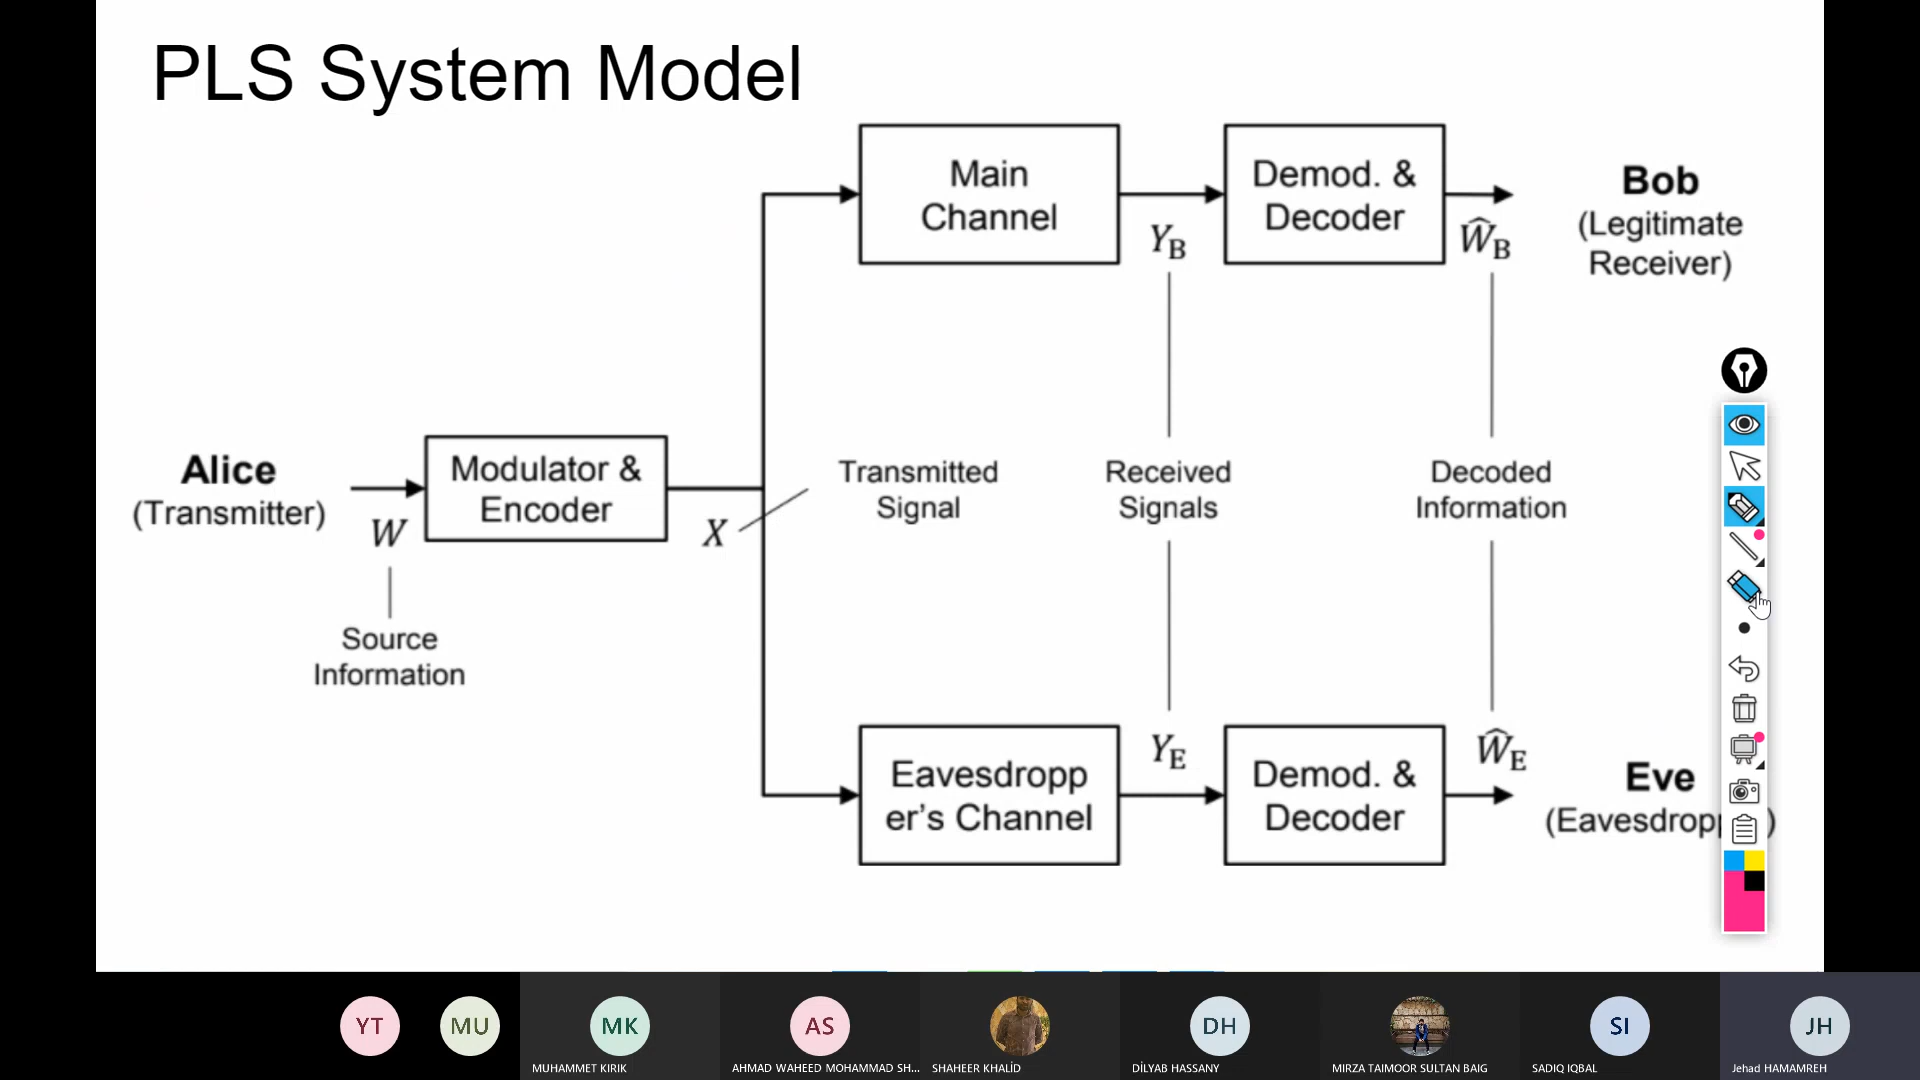 PLS System Model
Main
Channel
Demod. &
Decoder
Bob
(Legitimate
Receiver)
Y_B
Ŵ_B
Alice
(Transmitter)
W
Modulator &
Encoder
X
Transmitted
Signal
Received
Signals
Decoded
Information
Source
Information
Eavesdropp
er's Channel
Y_E
Demod. &
Decoder
Ŵ_E
Eve
(Eavesdrop
)
YT
MU
MK
MUHAMMET KIRIK
AS
AHMAD WAHEED MOHAMMAD SH...
SHAHEER KHALİD
DH
DİLYAB HASSANY
MIRZA TAIMOOR SULTAN BAIG
SI
SADIQ IQBAL
JH
Jehad HAMAMREH